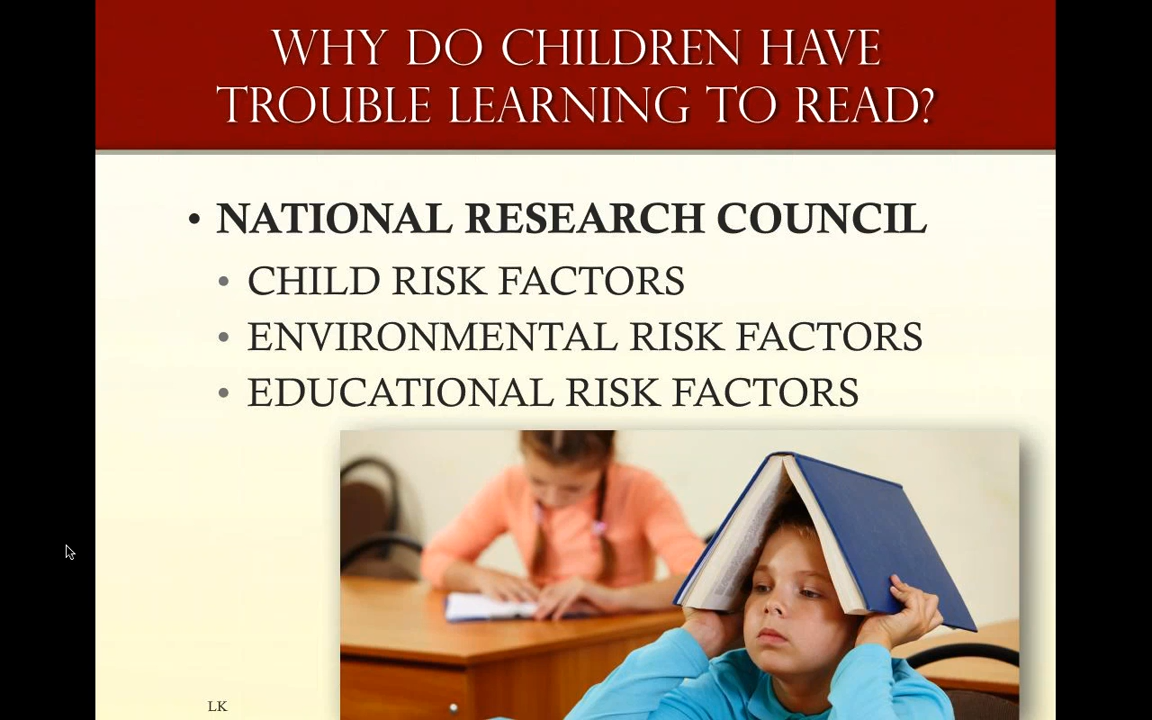 WHY DO CHILDREN HAVE
TROUBLE LEARNING TO READ?
• NATIONAL RESEARCH COUNCIL
• CHILD RISK FACTORS
• ENVIRONMENTAL RISK FACTORS
• EDUCATIONAL RISK FACTORS
LK